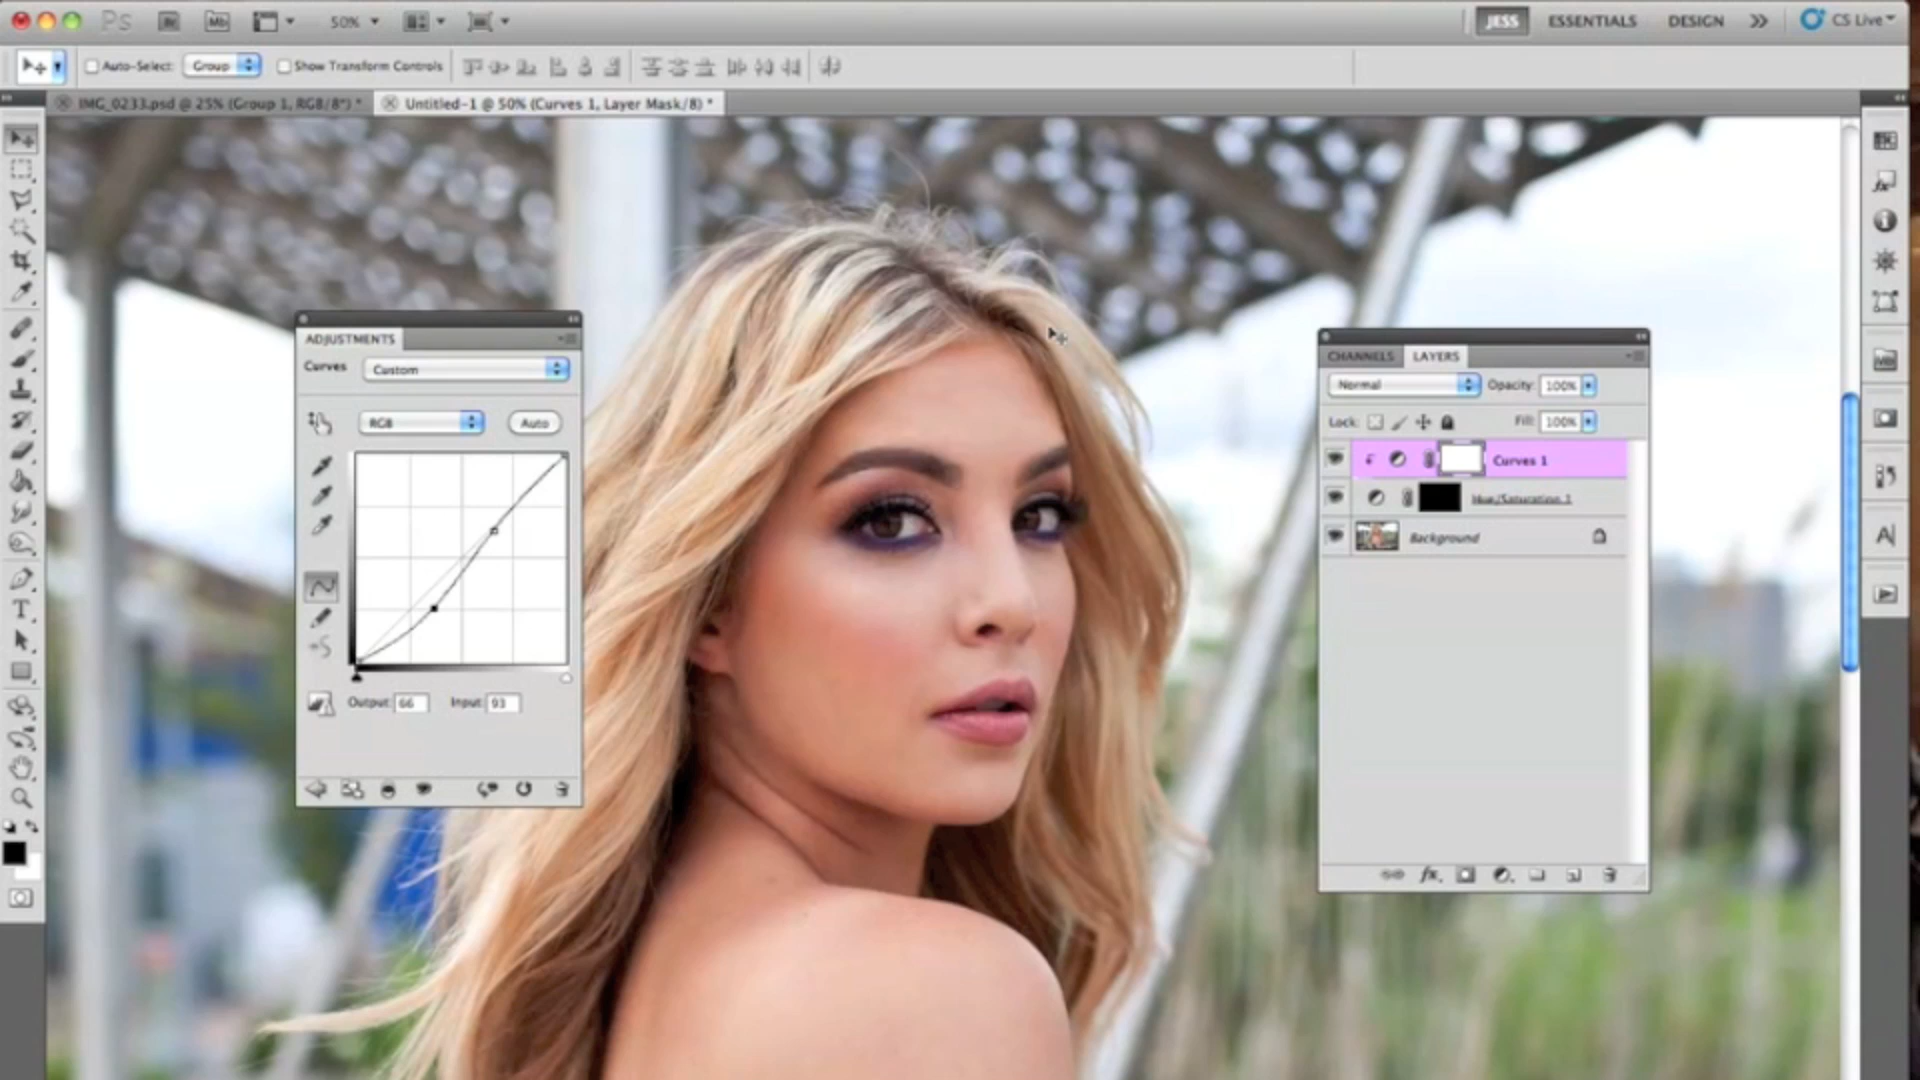 Ps Br Mb 50% JESS ESSENTIALS DESIGN CS Live
Auto-Select: Group Show Transform Controls
IMG_0233.psd @ 25% (Group 1, RGB/8*) * Untitled-1 @ 50% (Curves 1, Layer Mask/8) *
ADJUSTMENTS
Curves Custom
RGB Auto
Output: 66 Input: 93
CHANNELS LAYERS
Normal Opacity: 100%
Lock: Fill: 100%
Curves 1
Hue/Saturation 1
Background